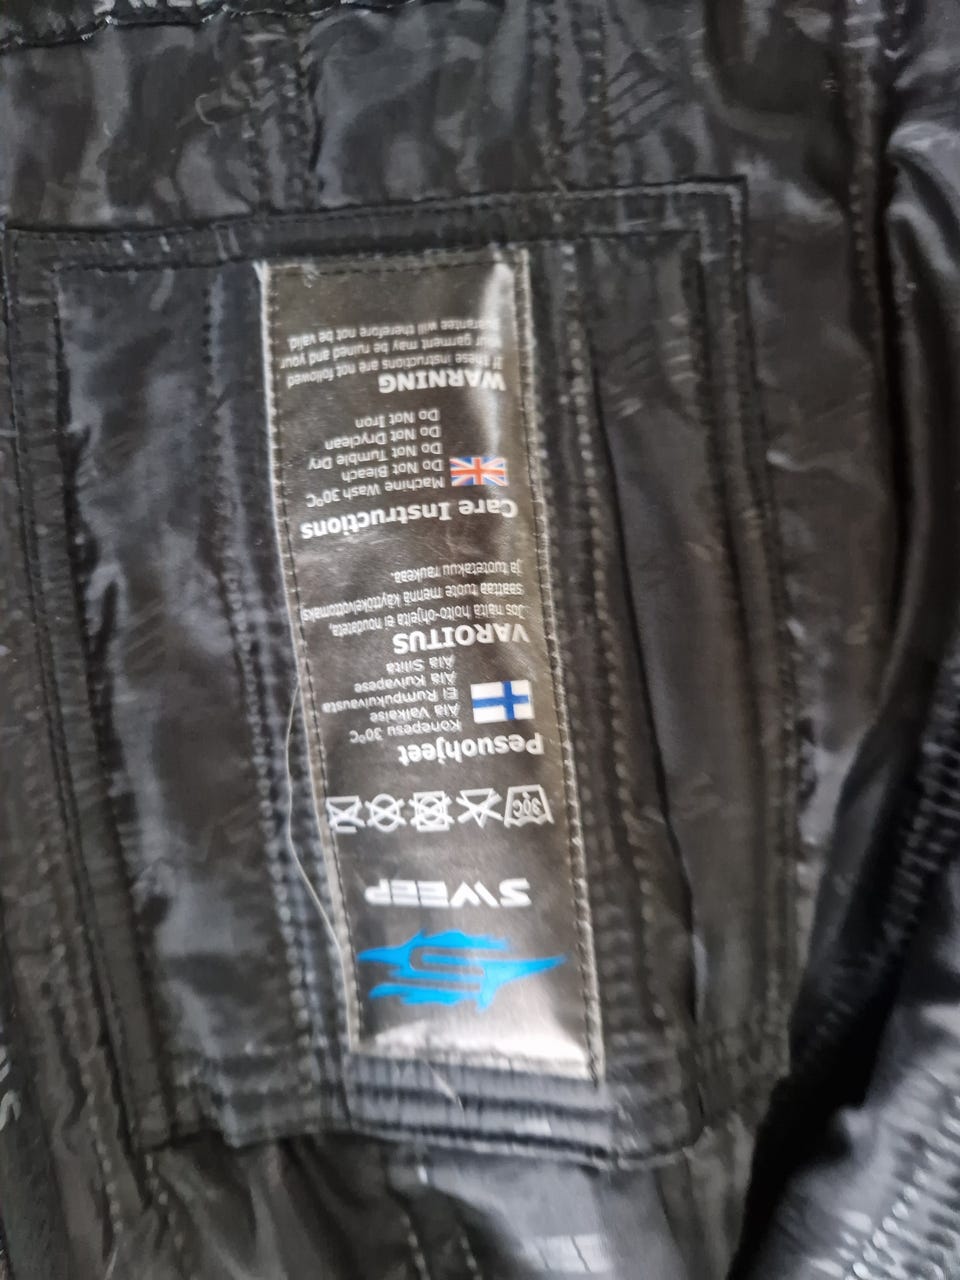 SWEEP
30C
Pesuohjeet
Konepesu 30°C
Älä Valkaise
Ei Rumpukuivausta
Älä Kuivapese
Älä Silitä
VAROITUS
Jos näitä hoito-ohjeita ei noudateta,
saattaa tuote mennä käyttökelvottomaksi
ja tuotetakuu raukeaa.
Care Instructions
Machine Wash 30°C
Do Not Bleach
Do Not Tumble Dry
Do Not Dryclean
Do Not Iron
WARNING
If these instructions are not followed
your garment may be ruined and your
guarantee will therefore not be valid.